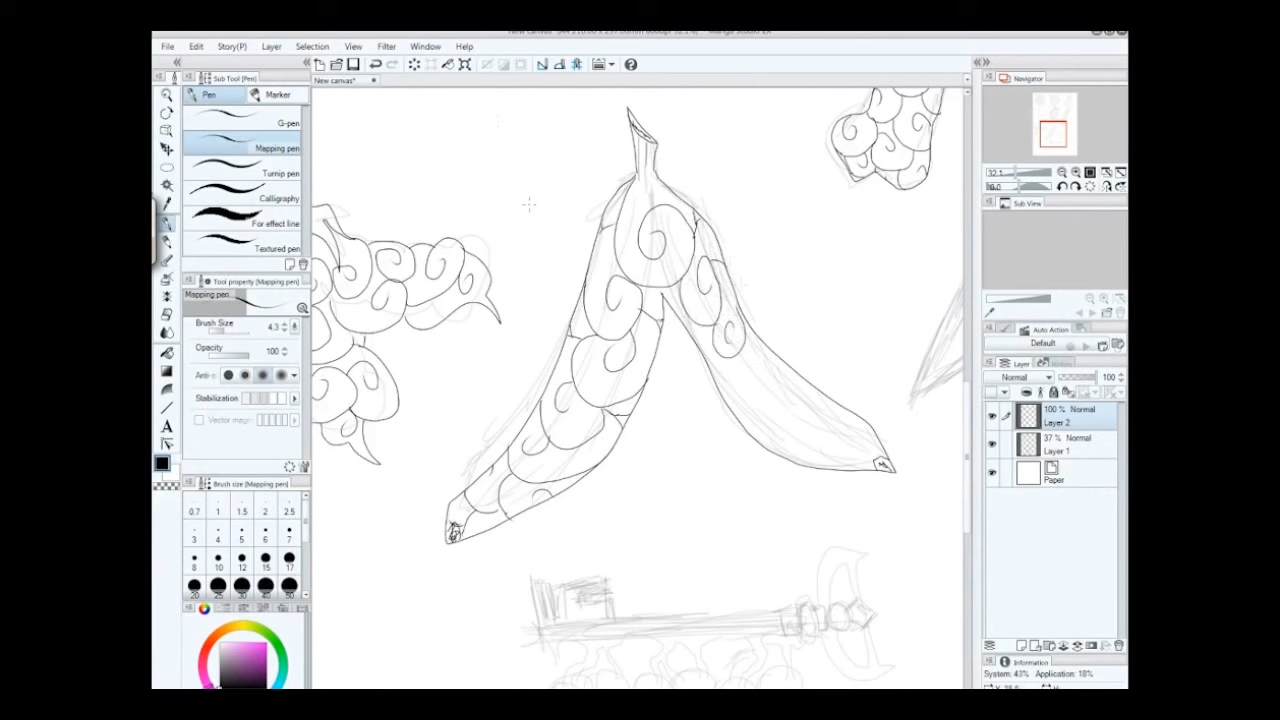 File Edit Story(P) Layer Selection View Filter Window Help
Sub Tool [Pen]
New canvas*
Navigator
Pen Marker
G-pen
Mapping pen
Turnip pen
Calligraphy
For effect line
Textured pen
32.1
Sub View
Tool property [Mapping pen]
Mapping pen
Brush Size 4.3
Opacity 100
Stabilization
Vector mag
Auto Action
Default
Layer
Normal 100
100 % Normal
Layer 2
37 % Normal
Layer 1
Paper
Brush size [Mapping pen]
0.7 1 1.5 2 2.5
3 4 5 6 7
8 10 12 15 17
20 25 30 40 50
Information
System: 43% Application: 18%